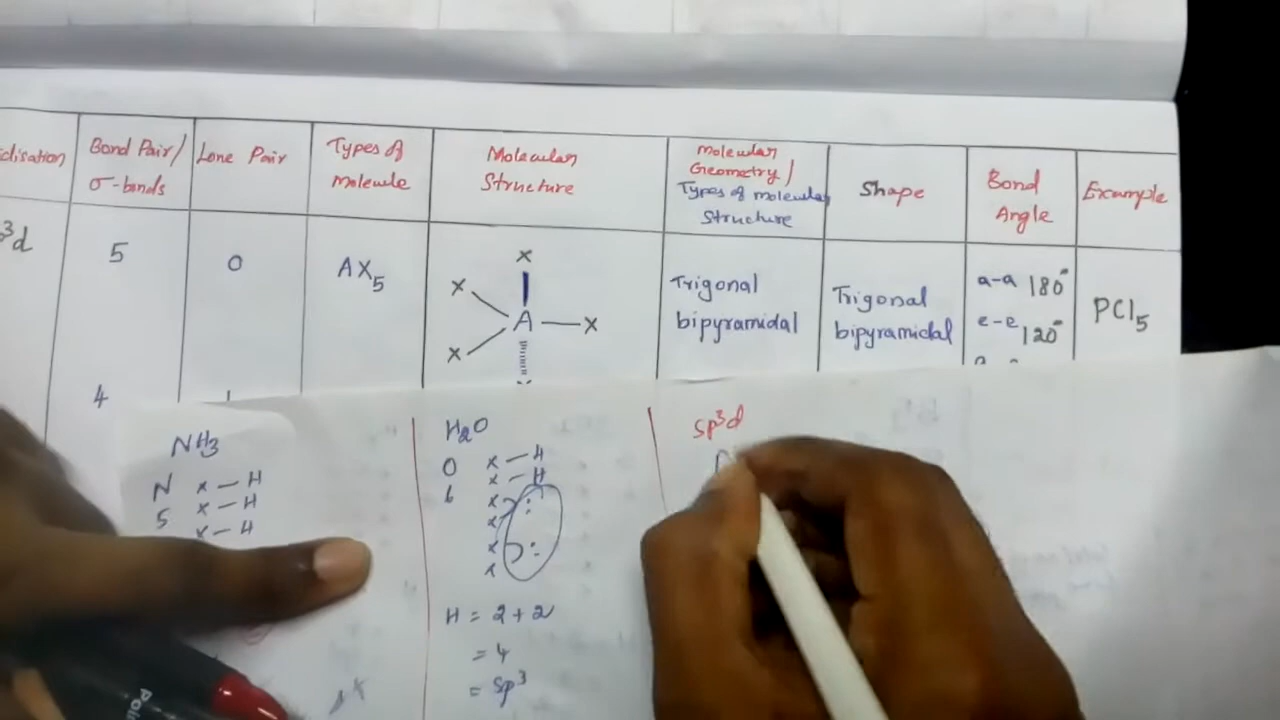 Bond Pair/
σ-bonds
Lone Pair
Types of
Molecule
Molecular
Structure
Molecular
Geometry/
Types of molecular
Structure
Shape
Bond
Angle
Example
5
0
AX5
X
X
A — X
X
Trigonal
bipyramidal
Trigonal
bipyramidal
a-a 180°
e-e 120°
PCl5
4
NH3
N x — H
5 x — H
x — H
H2O
O x — H
6 x — H
x
x
x
x
H = 2 + 2
= 4
= Sp3
Sp3d